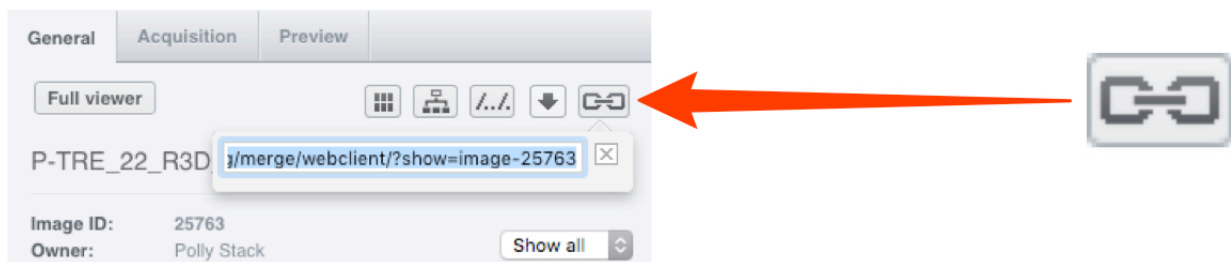 General Acquisition Preview
Full viewer /.../.
P-TRE_22_R3D g/merge/webclient/?show=image-25763
Image ID: 25763
Owner: Polly Stack Show all